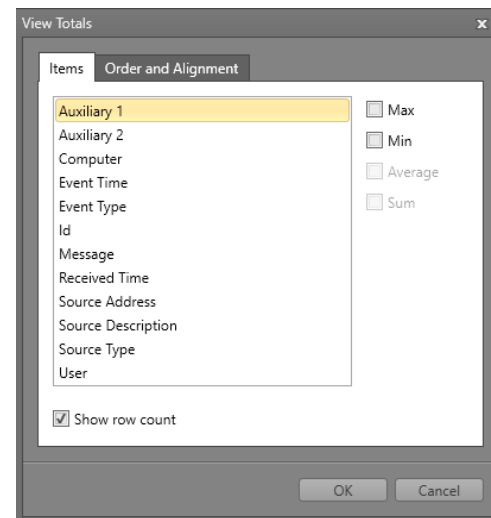 View Totals
x
Items
Order and Alignment
Auxiliary 1
Auxiliary 2
Computer
Event Time
Event Type
Id
Message
Received Time
Source Address
Source Description
Source Type
User
Max
Min
Average
Sum
Show row count
OK
Cancel